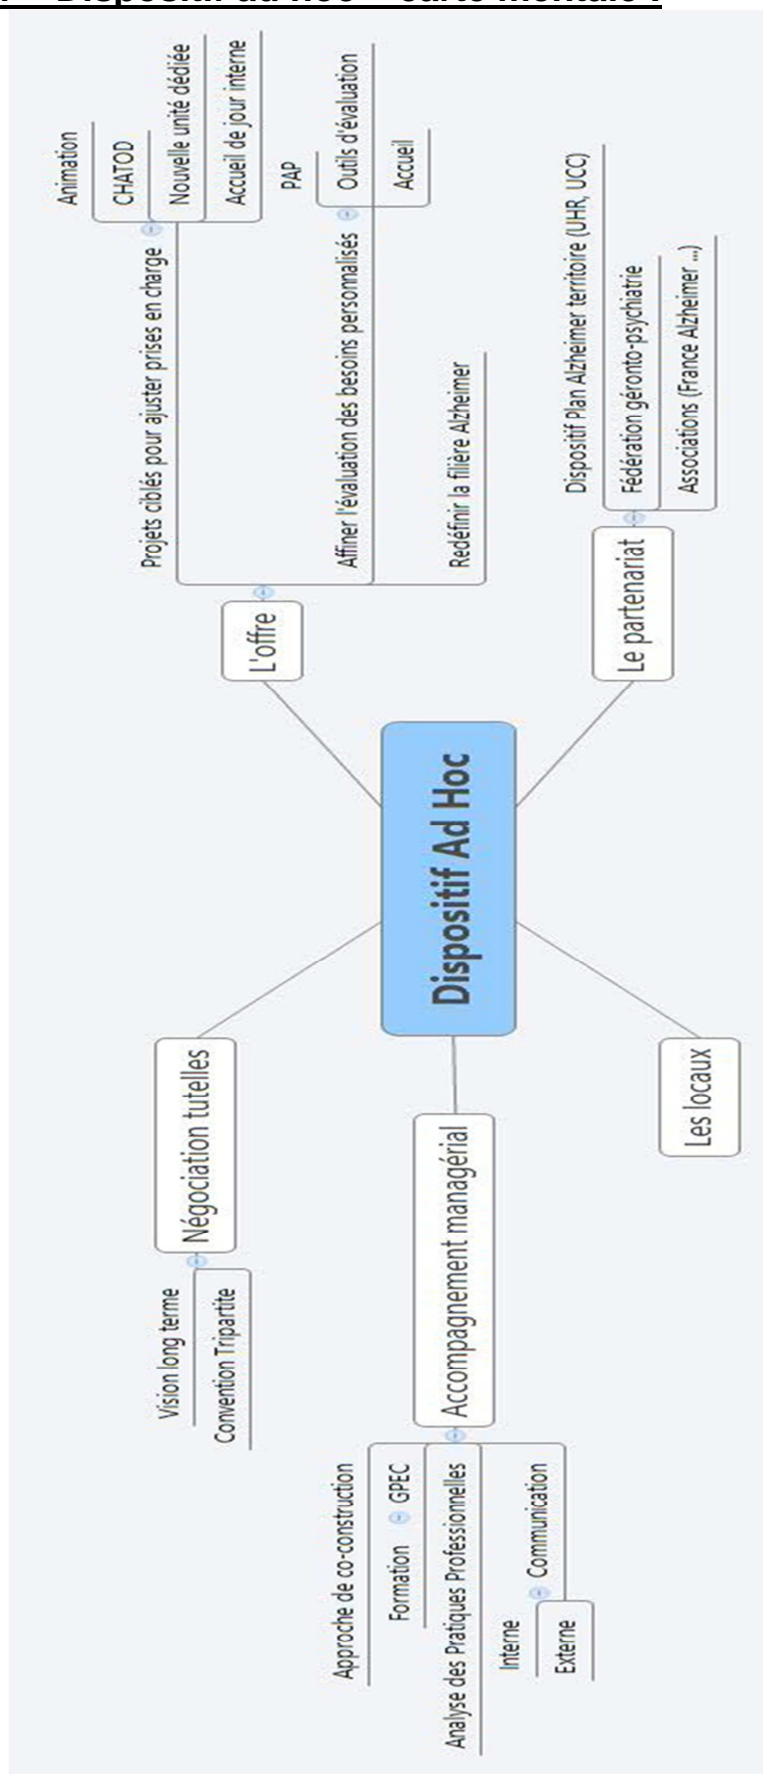 Dispositif ad hoc – carte mentale :
Dispositif Ad Hoc
L'offre
Projets ciblés pour ajuster prises en charge
Animation
CHATOD
Nouvelle unité dédiée
Accueil de jour interne
Affiner l'évaluation des besoins personnalisés
PAP
Outils d'évaluation
Accueil
Redéfinir la filière Alzheimer
Le partenariat
Dispositif Plan Alzheimer territoire (UHR, UCC)
Fédération géronto-psychiatrie
Associations (France Alzheimer ...)
Négociation tutelles
Vision long terme
Convention Tripartite
Accompagnement managérial
Approche de co-construction
GPEC
Formation
Analyse des Pratiques Professionnelles
Communication
Interne
Externe
Les locaux